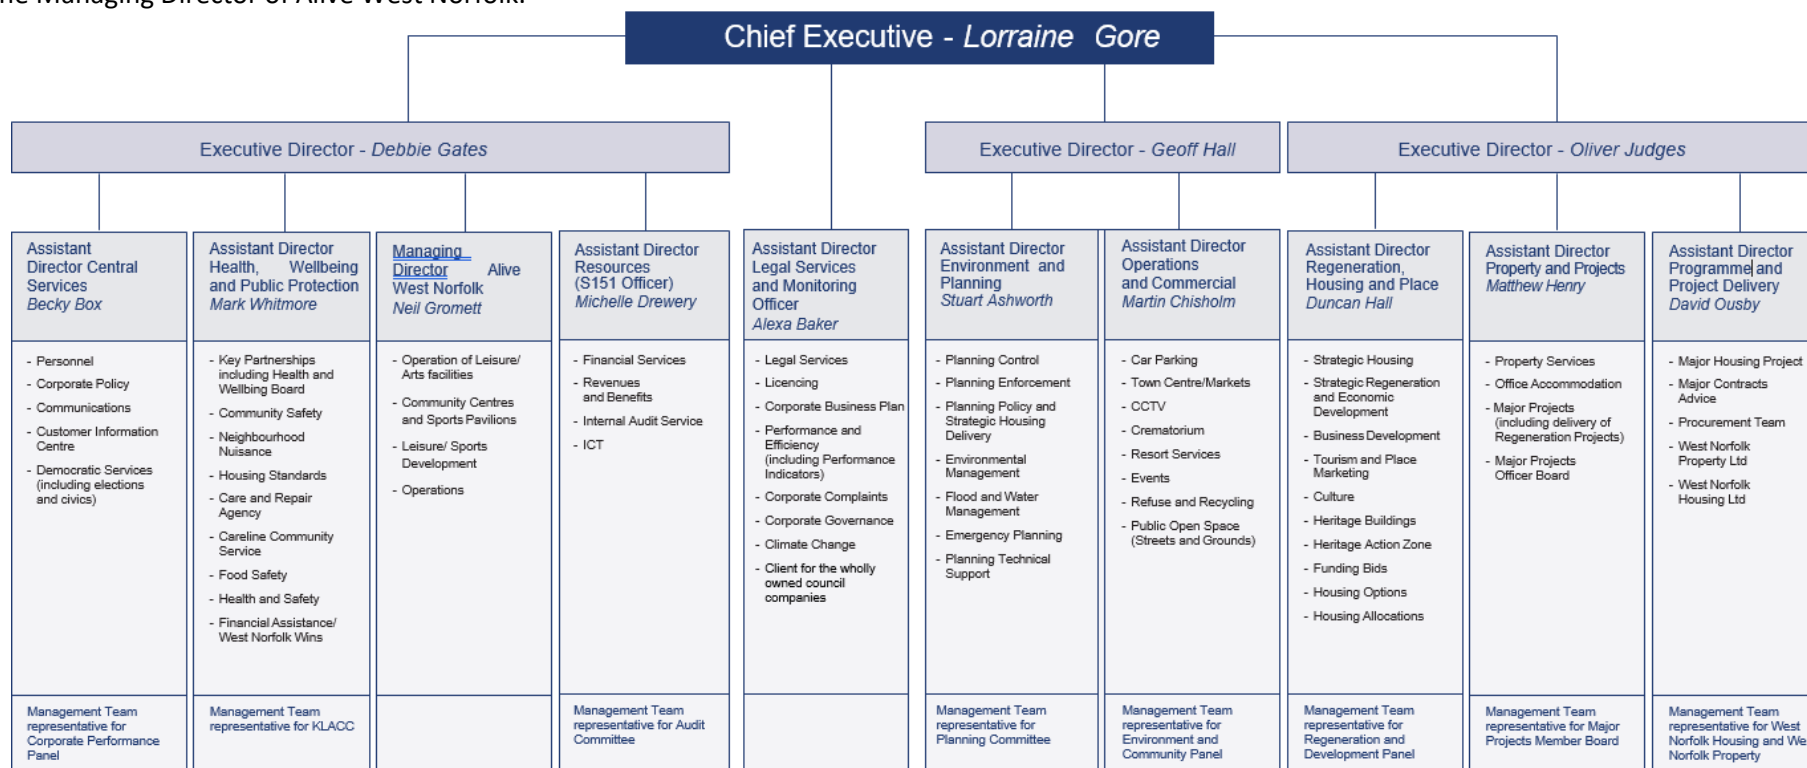 he Managing Director of Alive West Norfolk.
Chief Executive - Lorraine Gore
Executive Director - Debbie Gates
Executive Director - Geoff Hall
Executive Director - Oliver Judges
Assistant
Director Central
Services
Becky Box
- Personnel
- Corporate Policy
- Communications
- Customer Information
Centre
- Democratic Services
(including elections
and civics)
Management Team
representative for
Corporate Performance
Panel
Assistant Director
Health, Wellbeing
and Public Protection
Mark Whitmore
- Key Partnerships
including Health and
Wellbing Board
- Community Safety
- Neighbourhood
Nuisance
- Housing Standards
- Care and Repair
Agency
- Careline Community
Service
- Food Safety
- Health and Safety
- Financial Assistance/
West Norfolk Wins
Management Team
representative for KLACC
Managing
Director Alive
West Norfolk
Neil Gromett
- Operation of Leisure/
Arts facilities
- Community Centres
and Sports Pavilions
- Leisure/ Sports
Development
- Operations
Assistant Director
Resources
(S151 Officer)
Michelle Drewery
- Financial Services
- Revenues
and Benefits
- Internal Audit Service
- ICT
Management Team
representative for Audit
Committee
Assistant Director
Legal Services
and Monitoring
Officer
Alexa Baker
- Legal Services
- Licencing
- Corporate Business Plan
- Performance and
Efficiency
(including Performance
Indicators)
- Corporate Complaints
- Corporate Governance
- Climate Change
- Client for the wholly
owned council
companies
Assistant Director
Environment and
Planning
Stuart Ashworth
- Planning Control
- Planning Enforcement
- Planning Policy and
Strategic Housing
Delivery
- Environmental
Management
- Flood and Water
Management
- Emergency Planning
- Planning Technical
Support
Management Team
representative for
Planning Committee
Assistant Director
Operations
and Commercial
Martin Chisholm
- Car Parking
- Town Centre/Markets
- CCTV
- Crematorium
- Resort Services
- Events
- Refuse and Recycling
- Public Open Space
(Streets and Grounds)
Management Team
representative for
Environment and
Community Panel
Assistant Director
Regeneration,
Housing and Place
Duncan Hall
- Strategic Housing
- Strategic Regeneration
and Economic
Development
- Business Development
- Tourism and Place
Marketing
- Culture
- Heritage Buildings
- Heritage Action Zone
- Funding Bids
- Housing Options
- Housing Allocations
Management Team
representative for
Regeneration and
Development Panel
Assistant Director
Property and Projects
Matthew Henry
- Property Services
- Office Accommodation
- Major Projects
(including delivery of
Regeneration Projects)
- Major Projects
Officer Board
Management Team
representative for Major
Projects Member Board
Assistant Director
Programme and
Project Delivery
David Ousby
- Major Housing Project
- Major Contracts
Advice
- Procurement Team
- West Norfolk
Property Ltd
- West Norfolk
Housing Ltd
Management Team
representative for West
Norfolk Housing and We
Norfolk Property